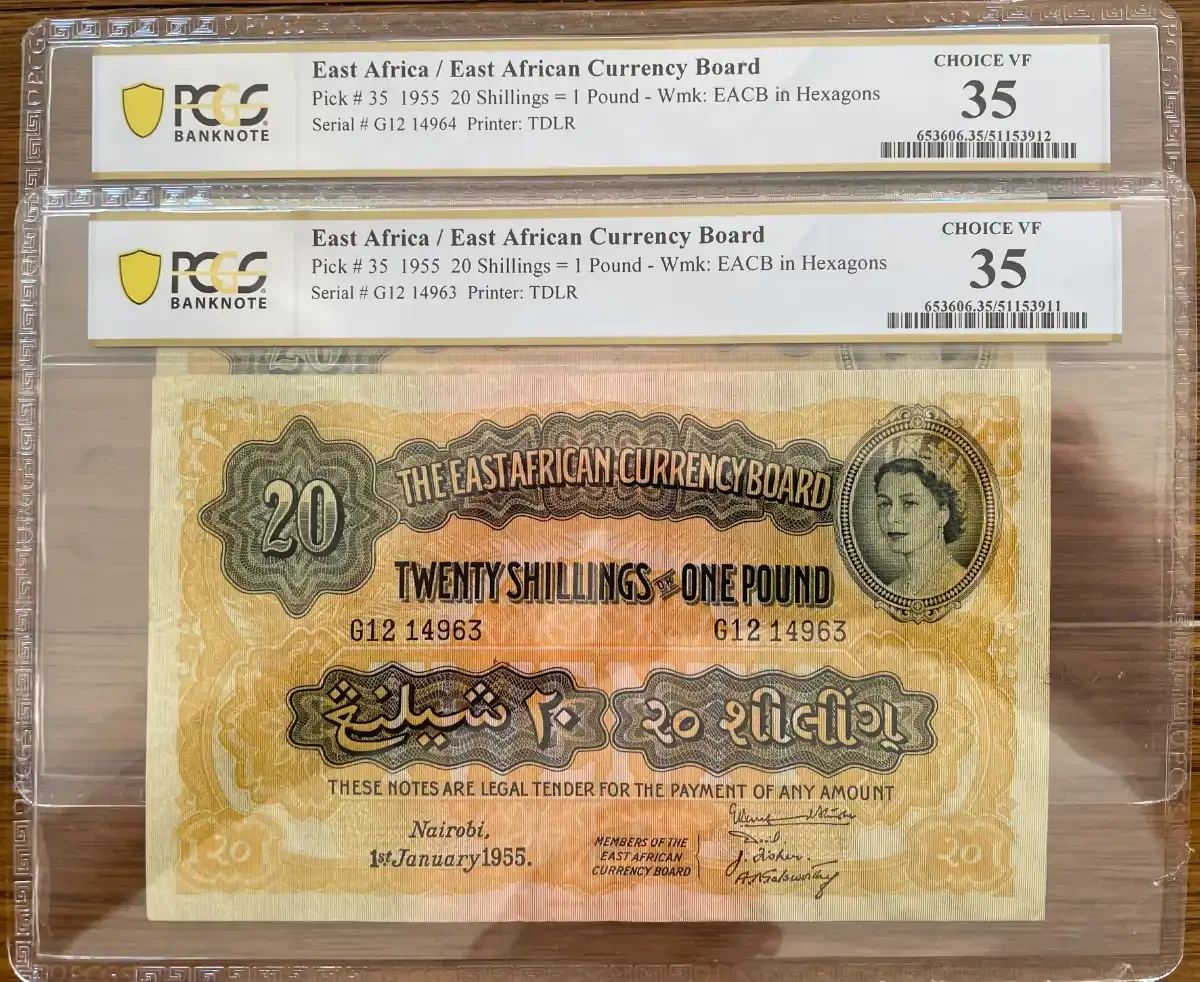 East Africa / East African Currency Board
CHOICE VF
Pick # 35 1955 20 Shillings = 1 Pound - Wmk: EACB in Hexagons
35
Serial # G12 14964 Printer: TDLR
PCGS
BANKNOTE
653606.35/51153912
East Africa / East African Currency Board
CHOICE VF
Pick # 35 1955 20 Shillings = 1 Pound - Wmk: EACB in Hexagons
35
Serial # G12 14963 Printer: TDLR
PCGS
BANKNOTE
653606.35/51153911
20
THE EAST AFRICAN CURRENCY BOARD
20
TWENTY SHILLINGS OR ONE POUND
G12 14963
G12 14963
٢٠ شيلنة
૨૦ શીલીંગ
THESE NOTES ARE LEGAL TENDER FOR THE PAYMENT OF ANY AMOUNT
Nairobi,
1st January 1955.
MEMBERS OF THE
EAST AFRICAN
CURRENCY BOARD
J. Fisher.
A N Galsworthy
20
20